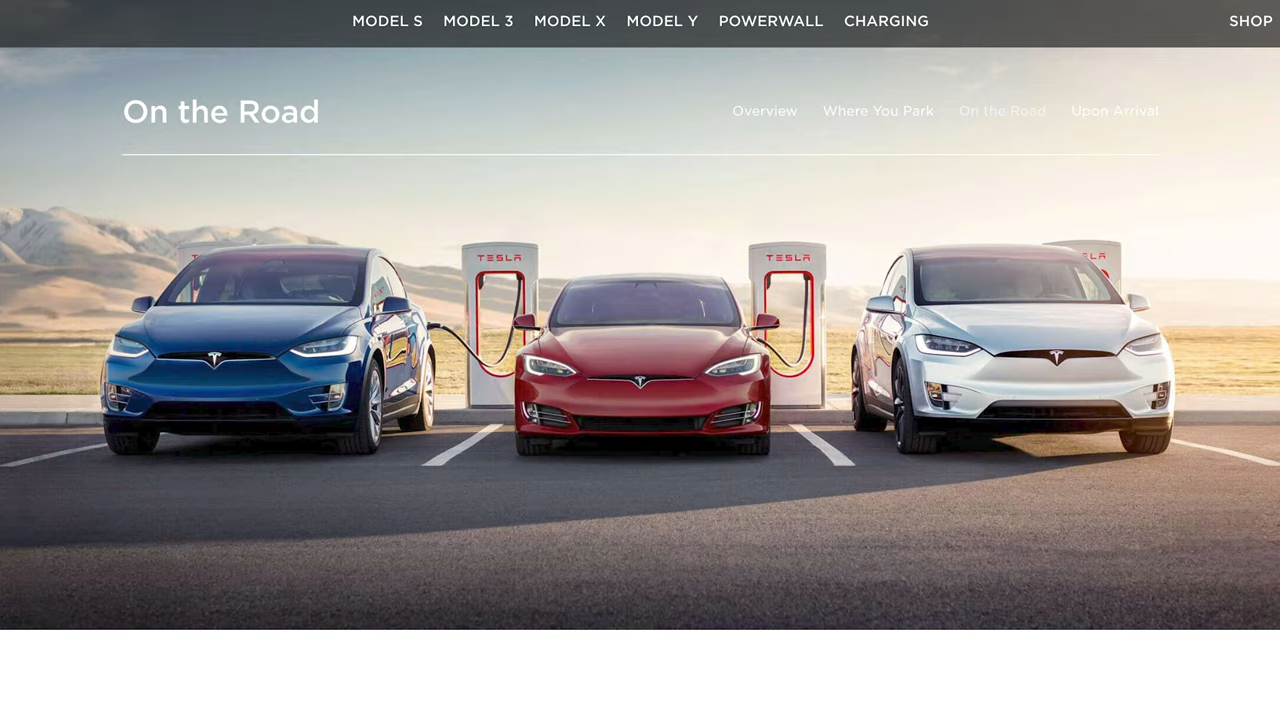 MODEL S MODEL 3 MODEL X MODEL Y POWERWALL CHARGING SHOP
On the Road Overview Where You Park On the Road Upon Arrival
TESLA TESLA